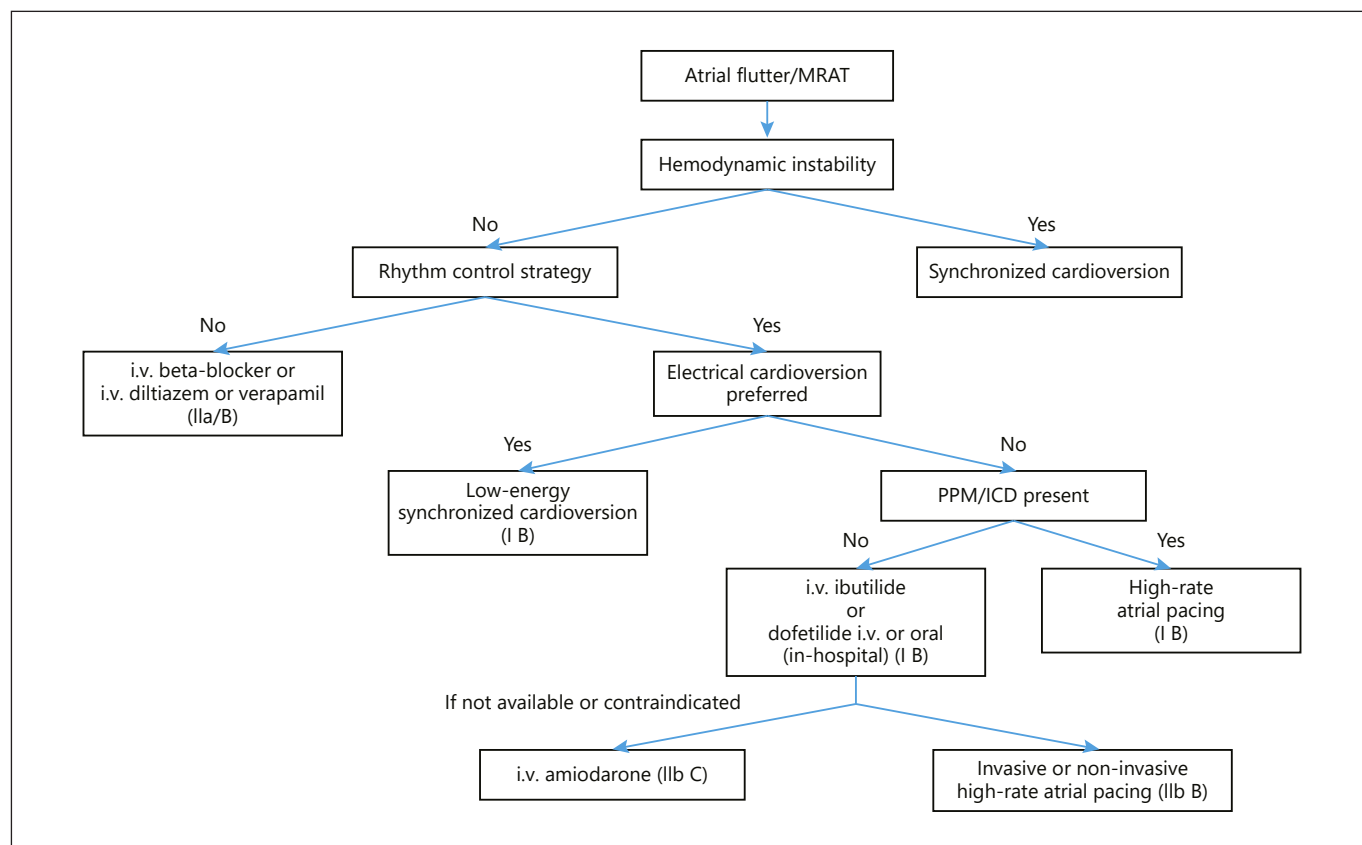 Atrial flutter/MRAT
Hemodynamic instability
No
Yes
Rhythm control strategy
Synchronized cardioversion
No
Yes
i.v. beta-blocker or
i.v. diltiazem or verapamil
(lla/B)
Electrical cardioversion
preferred
Yes
No
Low-energy
synchronized cardioversion
(I B)
PPM/ICD present
No
Yes
i.v. ibutilide
or
dofetilide i.v. or oral
(in-hospital) (I B)
High-rate
atrial pacing
(I B)
If not available or contraindicated
i.v. amiodarone (llb C)
Invasive or non-invasive
high-rate atrial pacing (llb B)